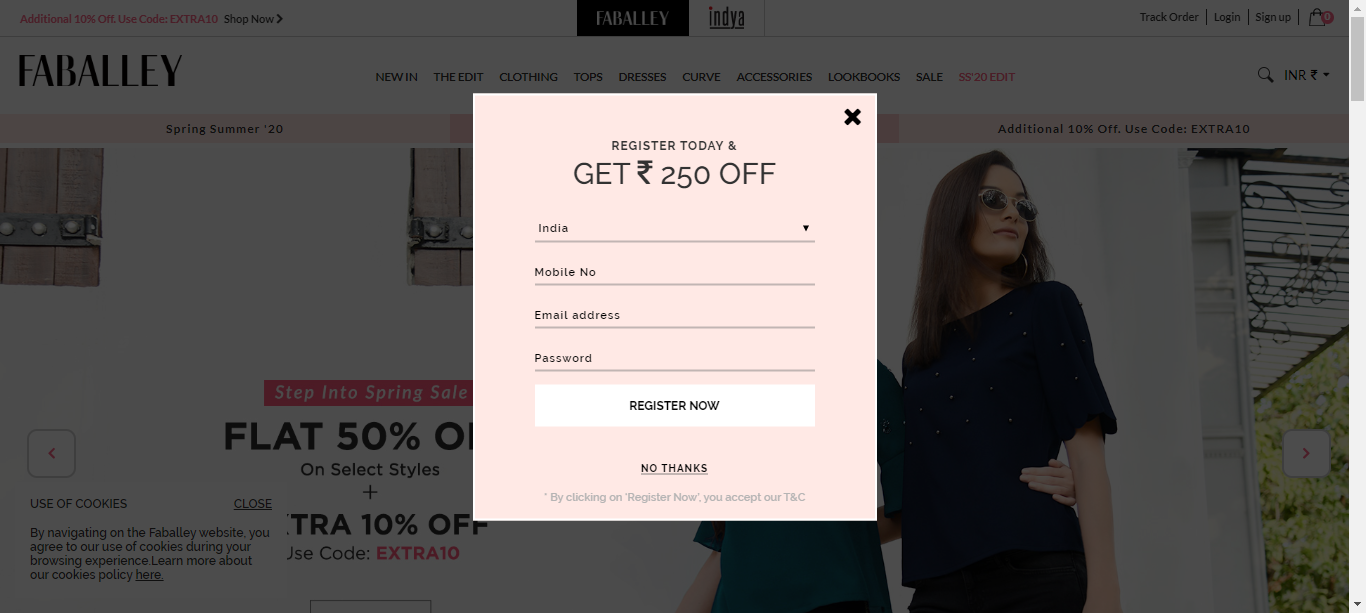 Additional 10% Off. Use Code: EXTRA10 Shop Now
FABALLEY
indya
Track Order
Login
Sign up
0
FABALLEY
NEW IN
THE EDIT
CLOTHING
TOPS
DRESSES
CURVE
ACCESSORIES
LOOKBOOKS
SALE
SS'20 EDIT
INR ₹
Spring Summer '20
Additional 10% Off. Use Code: EXTRA10
REGISTER TODAY &
GET ₹ 250 OFF
India
Mobile No
Email address
Password
REGISTER NOW
NO THANKS
* By clicking on 'Register Now', you accept our T&C
Step Into Spring Sale
FLAT 50%
On Select Styles
+
10% OFF
Use Code: EXTRA10
USE OF COOKIES
CLOSE
By navigating on the Faballey website, you
agree to our use of cookies during your
browsing experience.Learn more about
our cookies policy here.